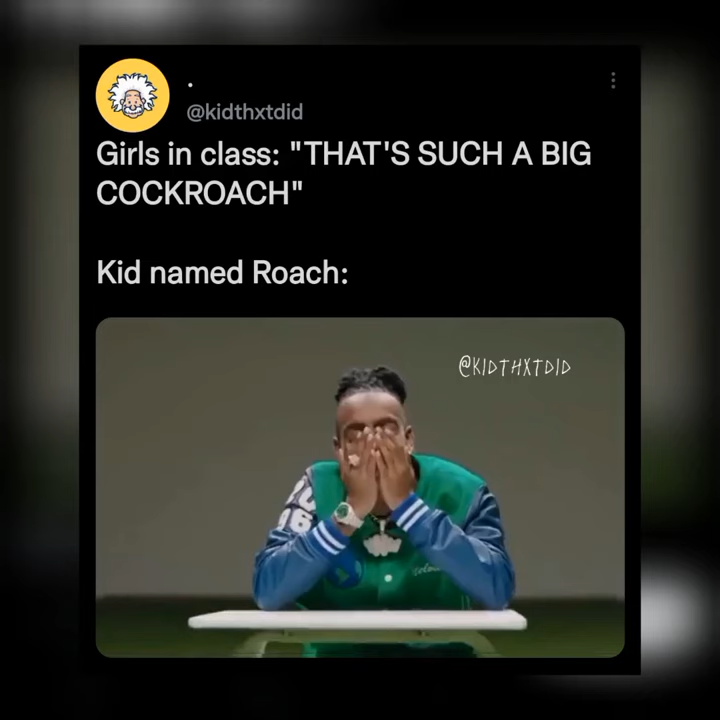 .
@kidthxtdid
Girls in class: "THAT'S SUCH A BIG
COCKROACH"
Kid named Roach:
@KIDTHXTDID